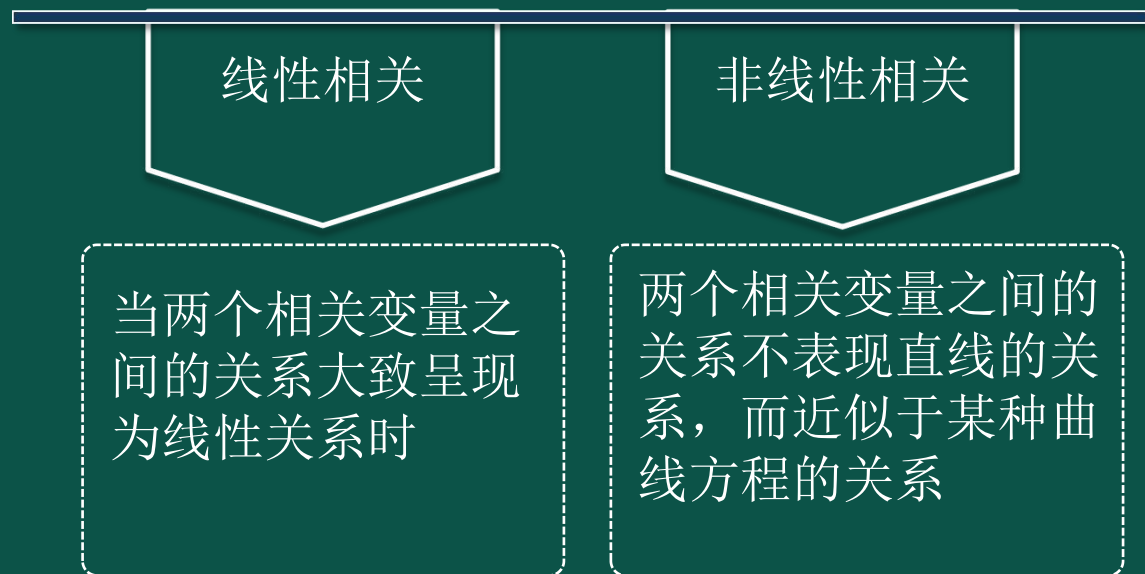 线性相关
非线性相关
当两个相关变量之
间的关系大致呈现
为线性关系时
两个相关变量之间的
关系不表现直线的关
系，而近似于某种曲
线方程的关系